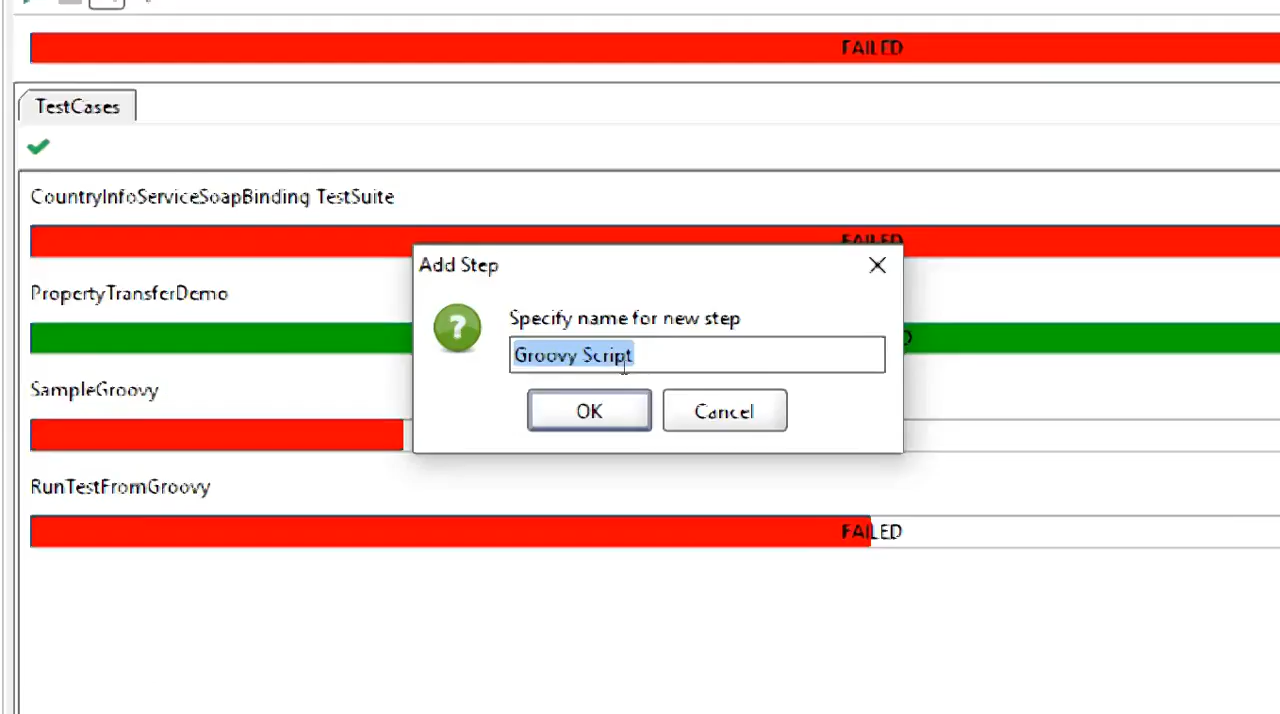 FAILED
TestCases
CountryInfoServiceSoapBinding TestSuite
FAILED
Add Step
PropertyTransferDemo
?
Specify name for new step
Groovy Script
SampleGroovy
OK
Cancel
RunTestFromGroovy
FAILED